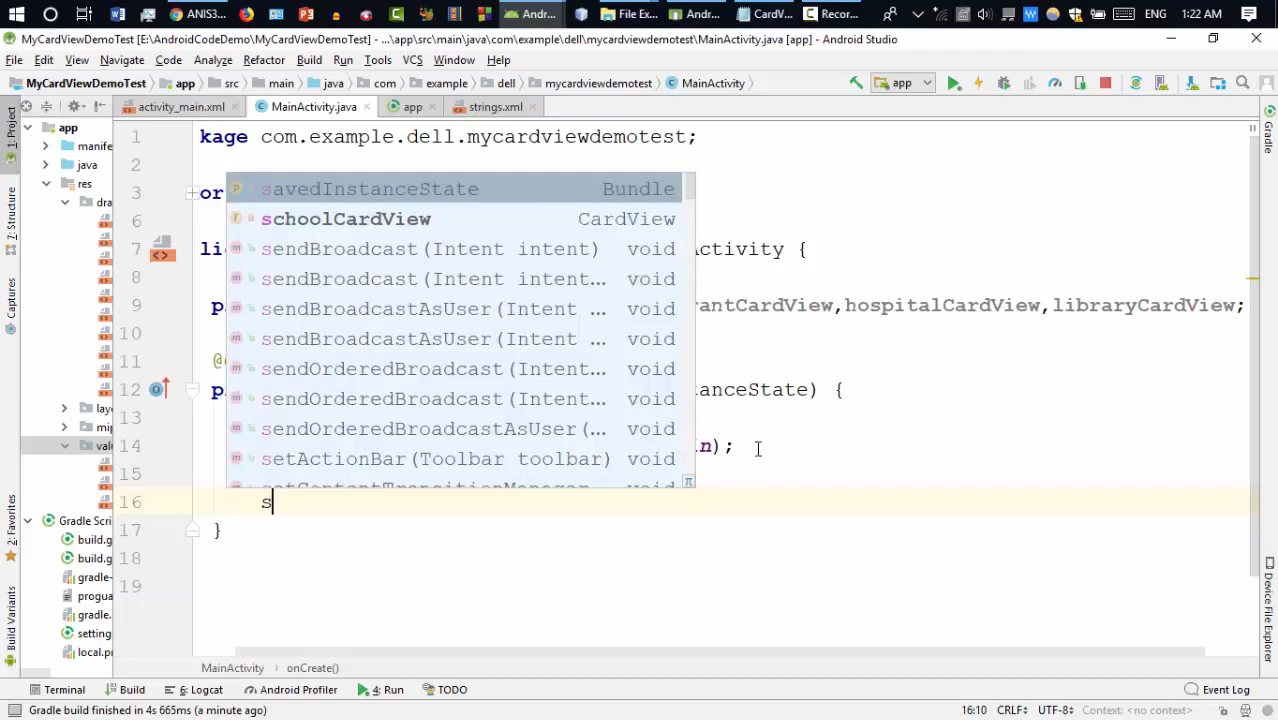 ANIS3...
Andr...
File Ex...
Andr...
CardV...
Recor...
ENG
1:22 AM
MyCardViewDemoTest [E:\AndroidCodeDemo\MyCardViewDemoTest] - ...\app\src\main\java\com\example\dell\mycardviewdemotest\MainActivity.java [app] - Android Studio
File Edit View Navigate Code Analyze Refactor Build Run Tools VCS Window Help
MyCardViewDemoTest app src main java com example dell mycardviewdemotest MainActivity app
activity_main.xml MainActivity.java app strings.xml
1: Project
Z: Structure
Captures
2: Favorites
Build Variants
app
manife
java
res
dra
lay
mip
valu
Gradle Scri
build.g
build.g
gradle-
progua
gradle.
setting
local.pr
1 kage com.example.dell.mycardviewdemotest;
2
3 or
6
7 lic Activity {
8
9 p rantCardView,hospitalCardView,libraryCardView;
10
11
12 p tanceState) {
13
14 n);
15
16 s
17 }
18
19
savedInstanceState Bundle
schoolCardView CardView
sendBroadcast(Intent intent) void
sendBroadcast(Intent intent... void
sendBroadcastAsUser(Intent ... void
sendBroadcastAsUser(Intent ... void
sendOrderedBroadcast(Intent... void
sendOrderedBroadcast(Intent... void
sendOrderedBroadcastAsUser(... void
setActionBar(Toolbar toolbar) void
setContentTransitionManager void
Gradle
Device File Explorer
MainActivity onCreate()
Terminal Build 6: Logcat Android Profiler 4: Run TODO Event Log
Gradle build finished in 4s 665ms (a minute ago) 16:10 CRLF UTF-8 Context: <no context>